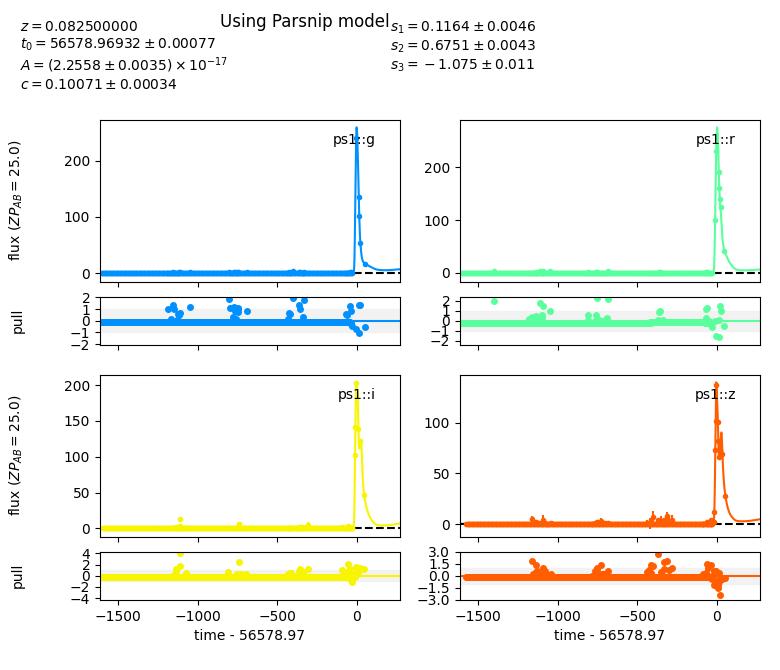 Using Parsnip model
z = 0.082500000
t0 = 56578.96932 ± 0.00077
A = (2.2558 ± 0.0035) × 10^−17
c = 0.10071 ± 0.00034
s1 = 0.1164 ± 0.0046
s2 = 0.6751 ± 0.0043
s3 = −1.075 ± 0.011
flux (ZPAB = 25.0)
200
100
0
ps1::g
200
100
0
ps1::r
pull
2
1
0
−1
−2
2
1
0
−1
−2
flux (ZPAB = 25.0)
200
150
100
50
0
ps1::i
100
50
0
ps1::z
pull
4
2
0
−2
−4
3.0
1.5
0.0
−1.5
−3.0
−1500 −1000 −500 0
−1500 −1000 −500 0
time - 56578.97
time - 56578.97